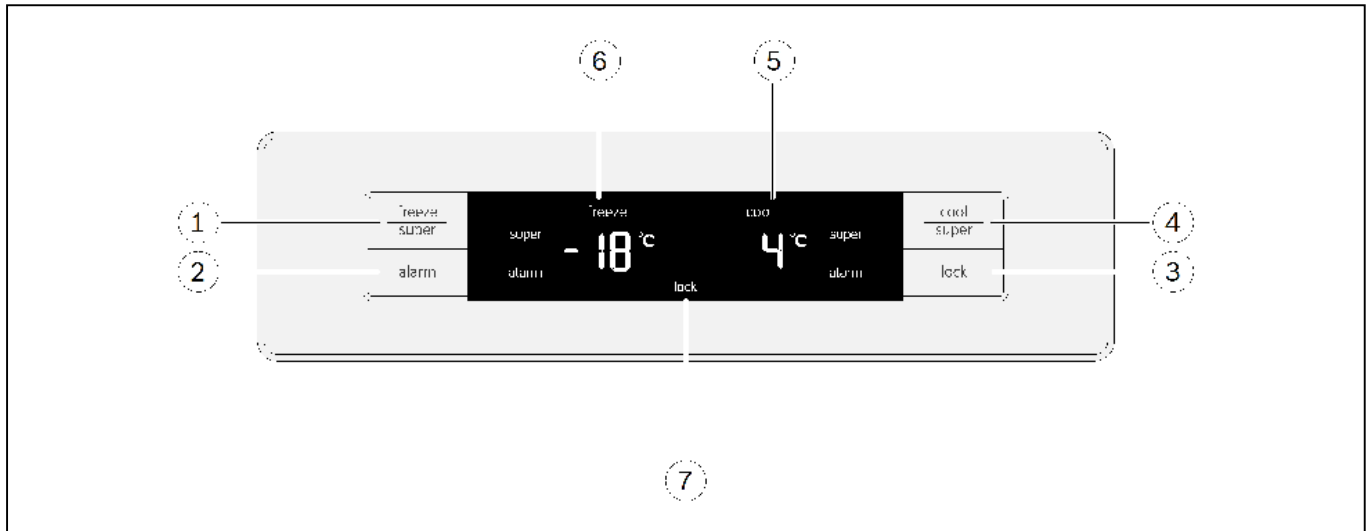 6 5
1 freeze super freeze cool cool super 4
super -18 °C 4 °C super
2 alarm alarm alarm lock 3
lock
7